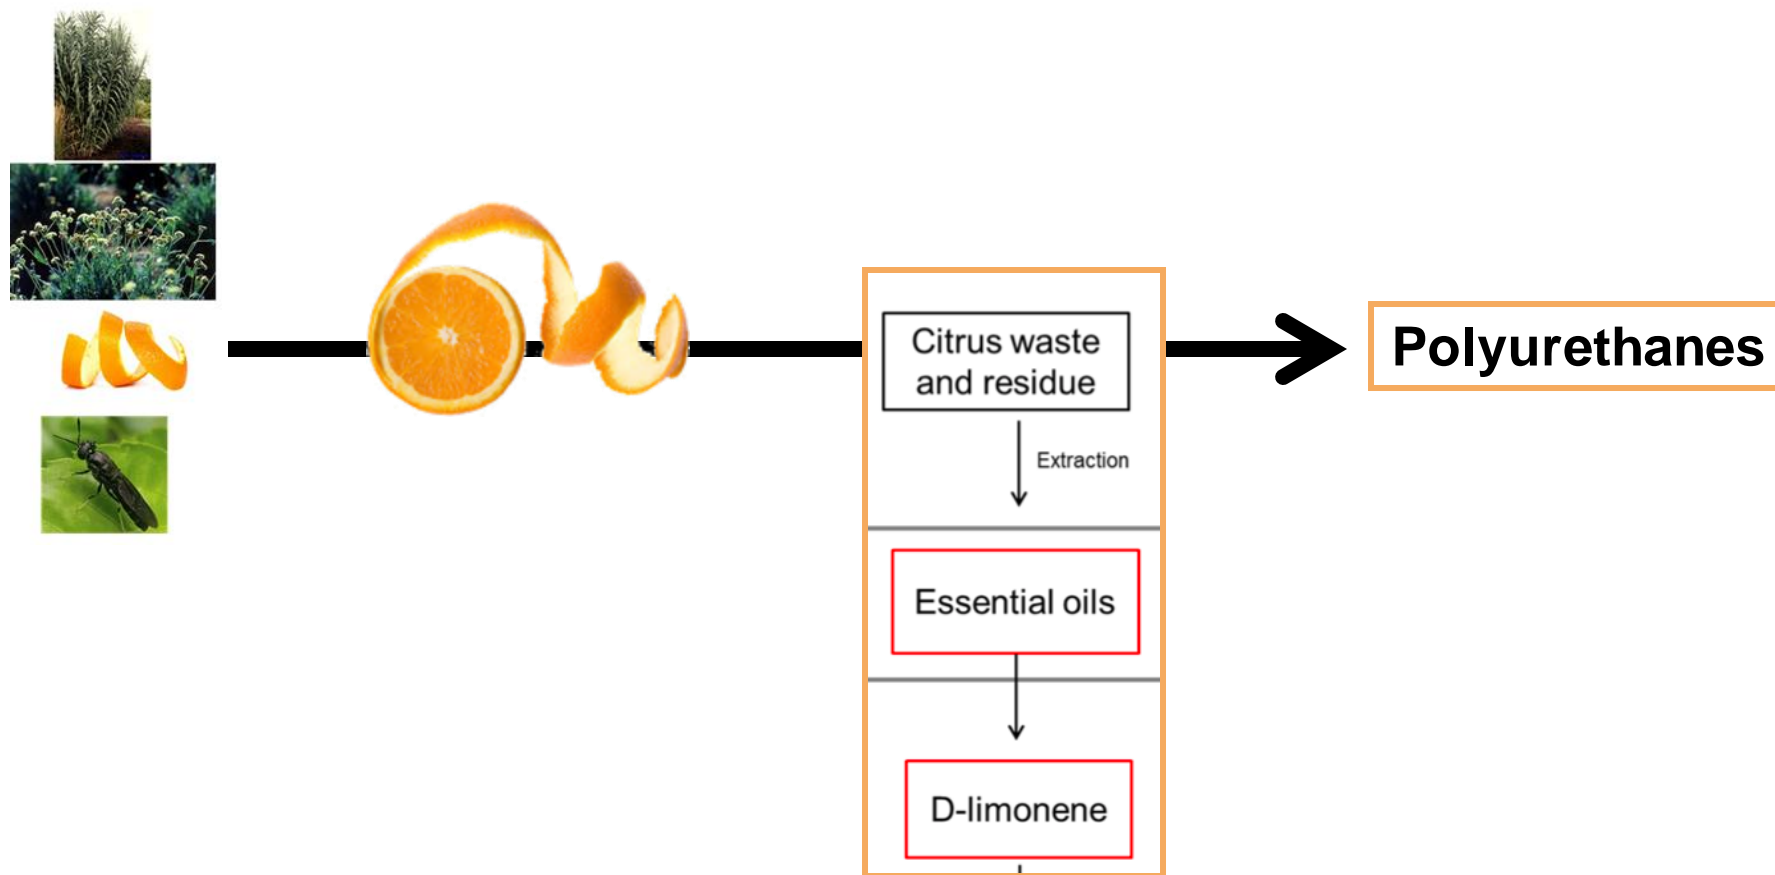 Citrus waste
and residue
Extraction
Essential oils
D-limonene
Polyurethanes